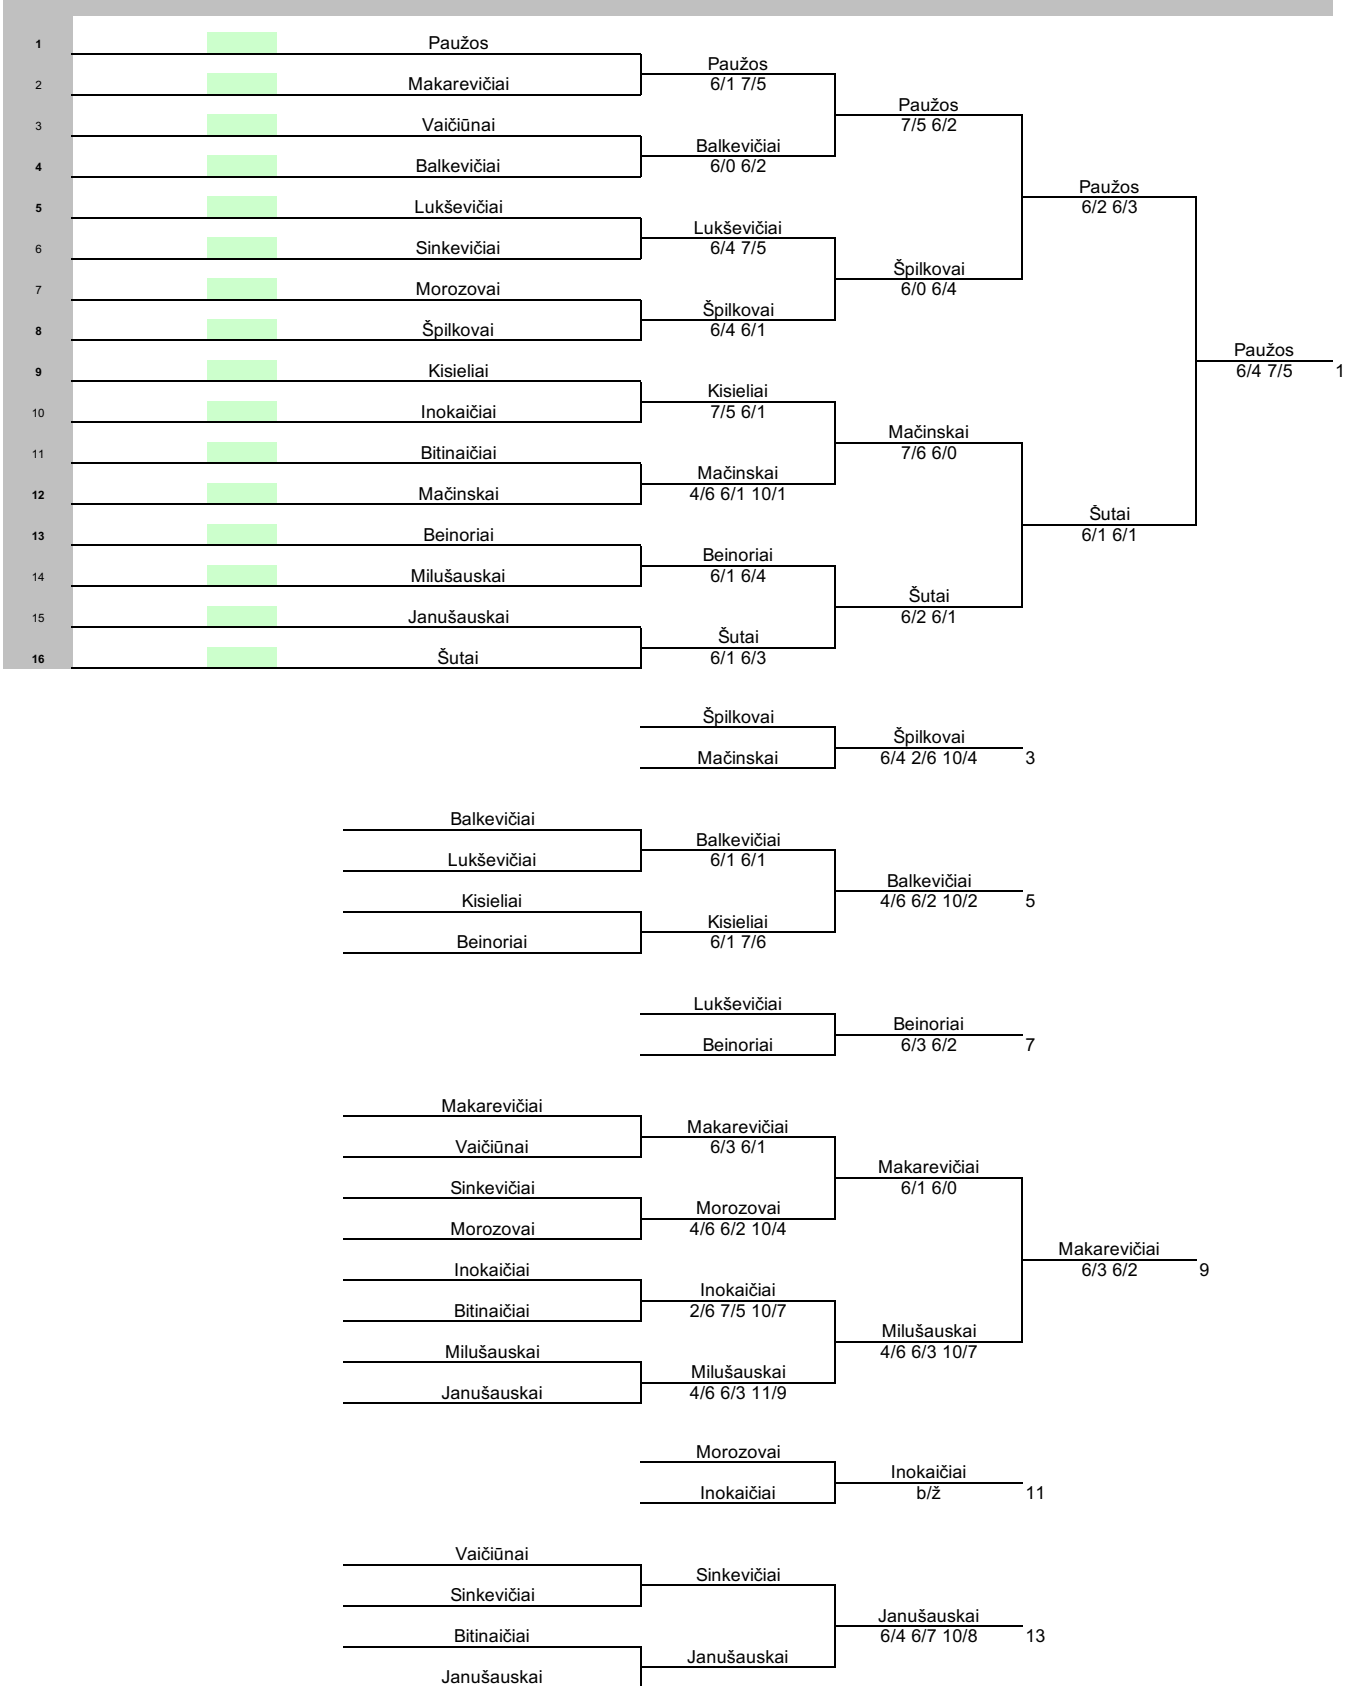 1 Paužos
Paužos
2 Makarevičiai 6/1 7/5
Paužos
3 Vaičiūnai 7/5 6/2
Balkevičiai
4 Balkevičiai 6/0 6/2
Paužos
5 Lukševičiai 6/2 6/3
Lukševičiai
6 Sinkevičiai 6/4 7/5
Špilkovai
7 Morozovai 6/0 6/4
Špilkovai
8 Špilkovai 6/4 6/1
Paužos
9 Kisieliai 6/4 7/5 1
Kisieliai
10 Inokaičiai 7/5 6/1
Mačinskai
11 Bitinaičiai 7/6 6/0
Mačinskai
12 Mačinskai 4/6 6/1 10/1
Šutai
13 Beinoriai 6/1 6/1
Beinoriai
14 Milušauskai 6/1 6/4
Šutai
15 Janušauskai 6/2 6/1
Šutai
16 Šutai 6/1 6/3
Špilkovai
Špilkovai
Mačinskai 6/4 2/6 10/4 3
Balkevičiai
Balkevičiai
Lukševičiai 6/1 6/1
Balkevičiai
Kisieliai 4/6 6/2 10/2 5
Kisieliai
Beinoriai 6/1 7/6
Lukševičiai
Beinoriai
Beinoriai 6/3 6/2 7
Makarevičiai
Makarevičiai
Vaičiūnai 6/3 6/1
Makarevičiai
Sinkevičiai 6/1 6/0
Morozovai
Morozovai 4/6 6/2 10/4
Makarevičiai
Inokaičiai 6/3 6/2 9
Inokaičiai
Bitinaičiai 2/6 7/5 10/7
Milušauskai
Milušauskai 4/6 6/3 10/7
Milušauskai
Janušauskai 4/6 6/3 11/9
Morozovai
Inokaičiai
Inokaičiai b/ž 11
Vaičiūnai
Sinkevičiai
Sinkevičiai
Janušauskai
Bitinaičiai 6/4 6/7 10/8 13
Janušauskai
Janušauskai